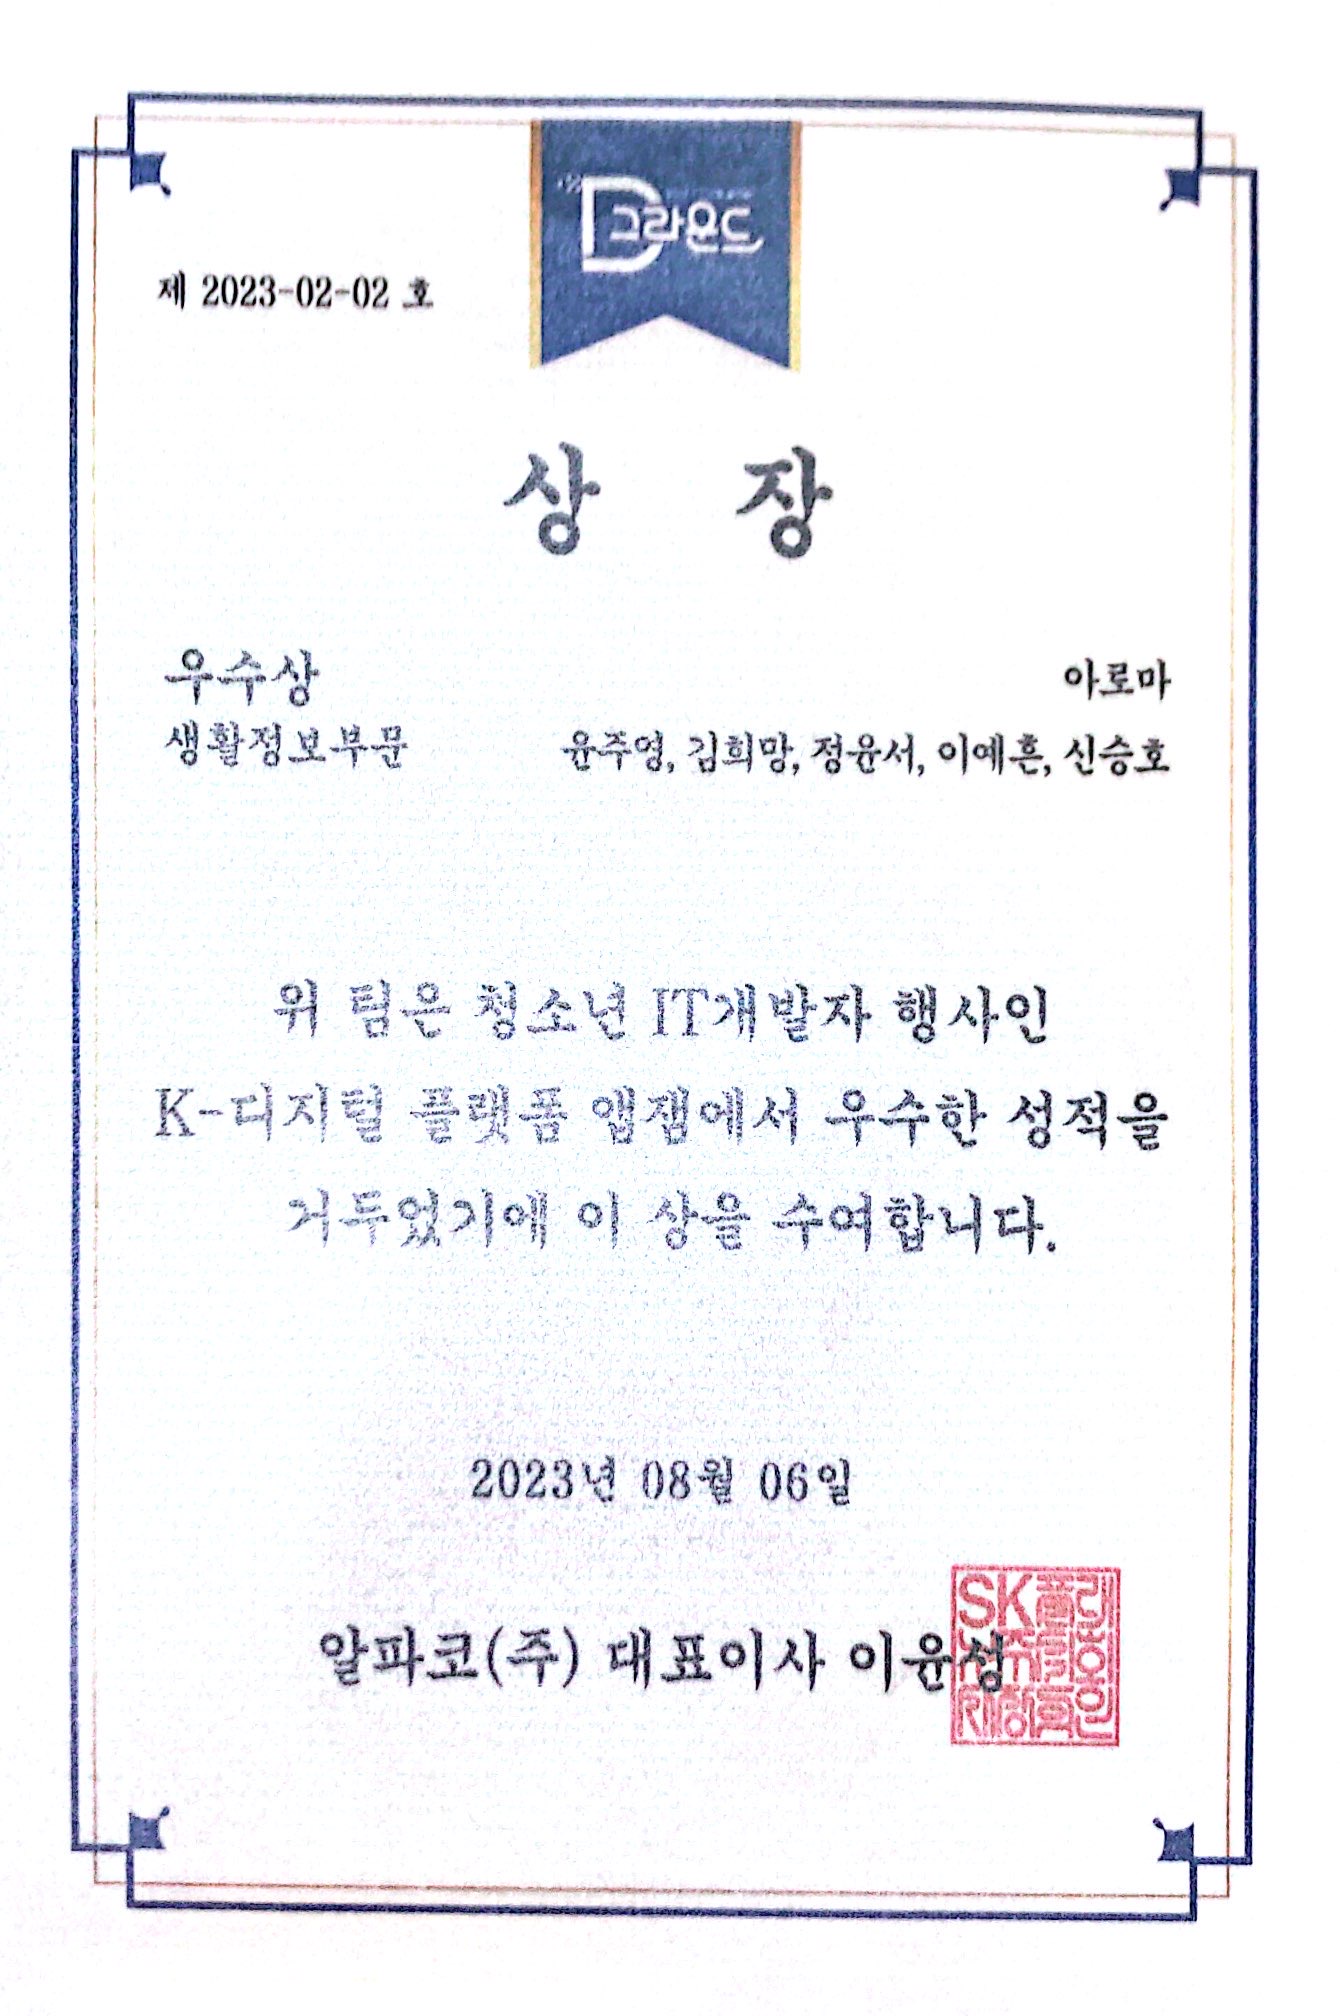 D그라운드
제 2023-02-02 호
상 장
우수상
아로마
생활정보부문
윤주영, 김희망, 정윤서, 이예흔, 신승호
위 팀은 청소년 IT개발자 행사인
K-디지털 플랫폼 앱잼에서 우수한 성적을
거두었기에 이 상을 수여합니다.
2023년 08월 06일
알파코(주) 대표이사 이윤성
SK플래